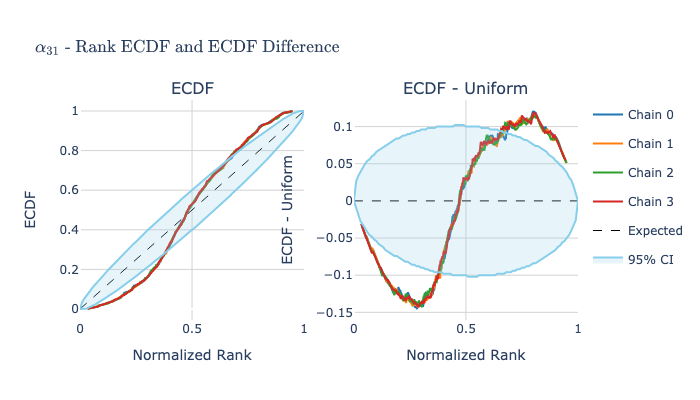 α₃₁ - Rank ECDF and ECDF Difference
ECDF
ECDF
1
0.8
0.6
0.4
0.2
0
0
0.5
1
Normalized Rank
ECDF - Uniform
ECDF - Uniform
0.1
0.05
0
−0.05
−0.1
−0.15
0
0.5
1
Normalized Rank
Chain 0
Chain 1
Chain 2
Chain 3
Expected
95% CI